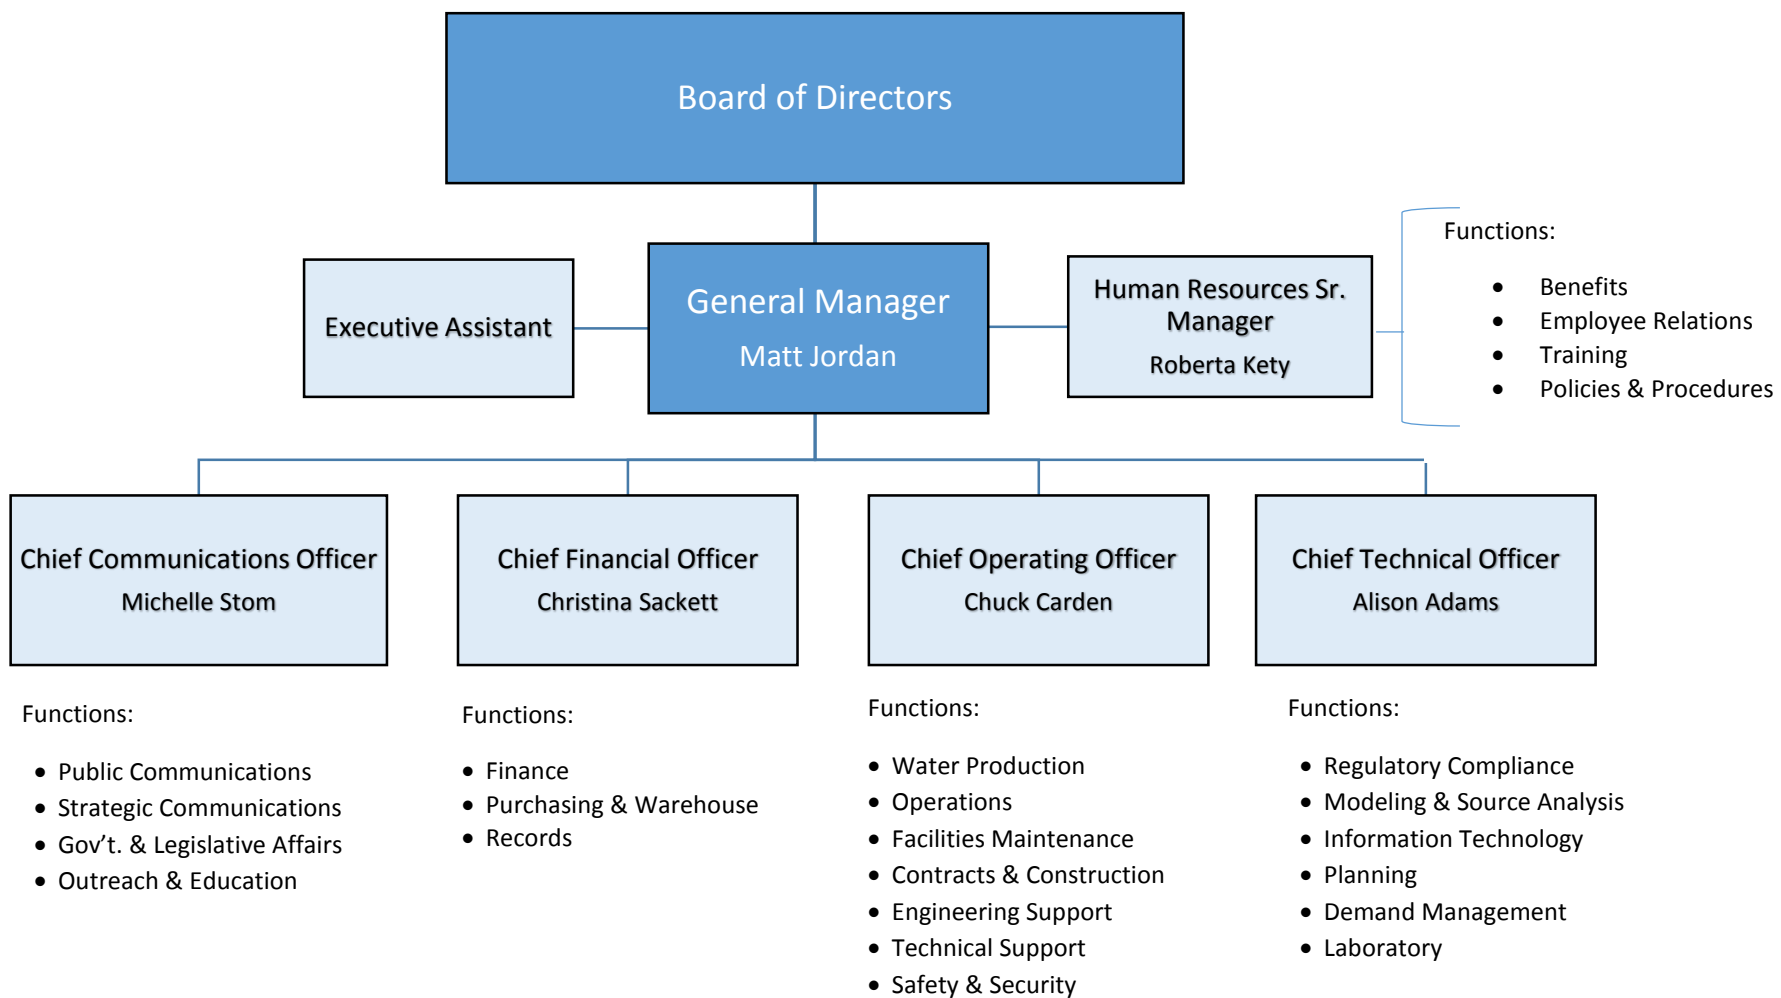 Board of Directors
General Manager
Matt Jordan
Executive Assistant
Human Resources Sr.
Manager
Roberta Kety
Functions:
• Benefits
• Employee Relations
• Training
• Policies & Procedures
Chief Communications Officer
Michelle Stom
Functions:
• Public Communications
• Strategic Communications
• Gov’t. & Legislative Affairs
• Outreach & Education
Chief Financial Officer
Christina Sackett
Functions:
• Finance
• Purchasing & Warehouse
• Records
Chief Operating Officer
Chuck Carden
Functions:
• Water Production
• Operations
• Facilities Maintenance
• Contracts & Construction
• Engineering Support
• Technical Support
• Safety & Security
Chief Technical Officer
Alison Adams
Functions:
• Regulatory Compliance
• Modeling & Source Analysis
• Information Technology
• Planning
• Demand Management
• Laboratory